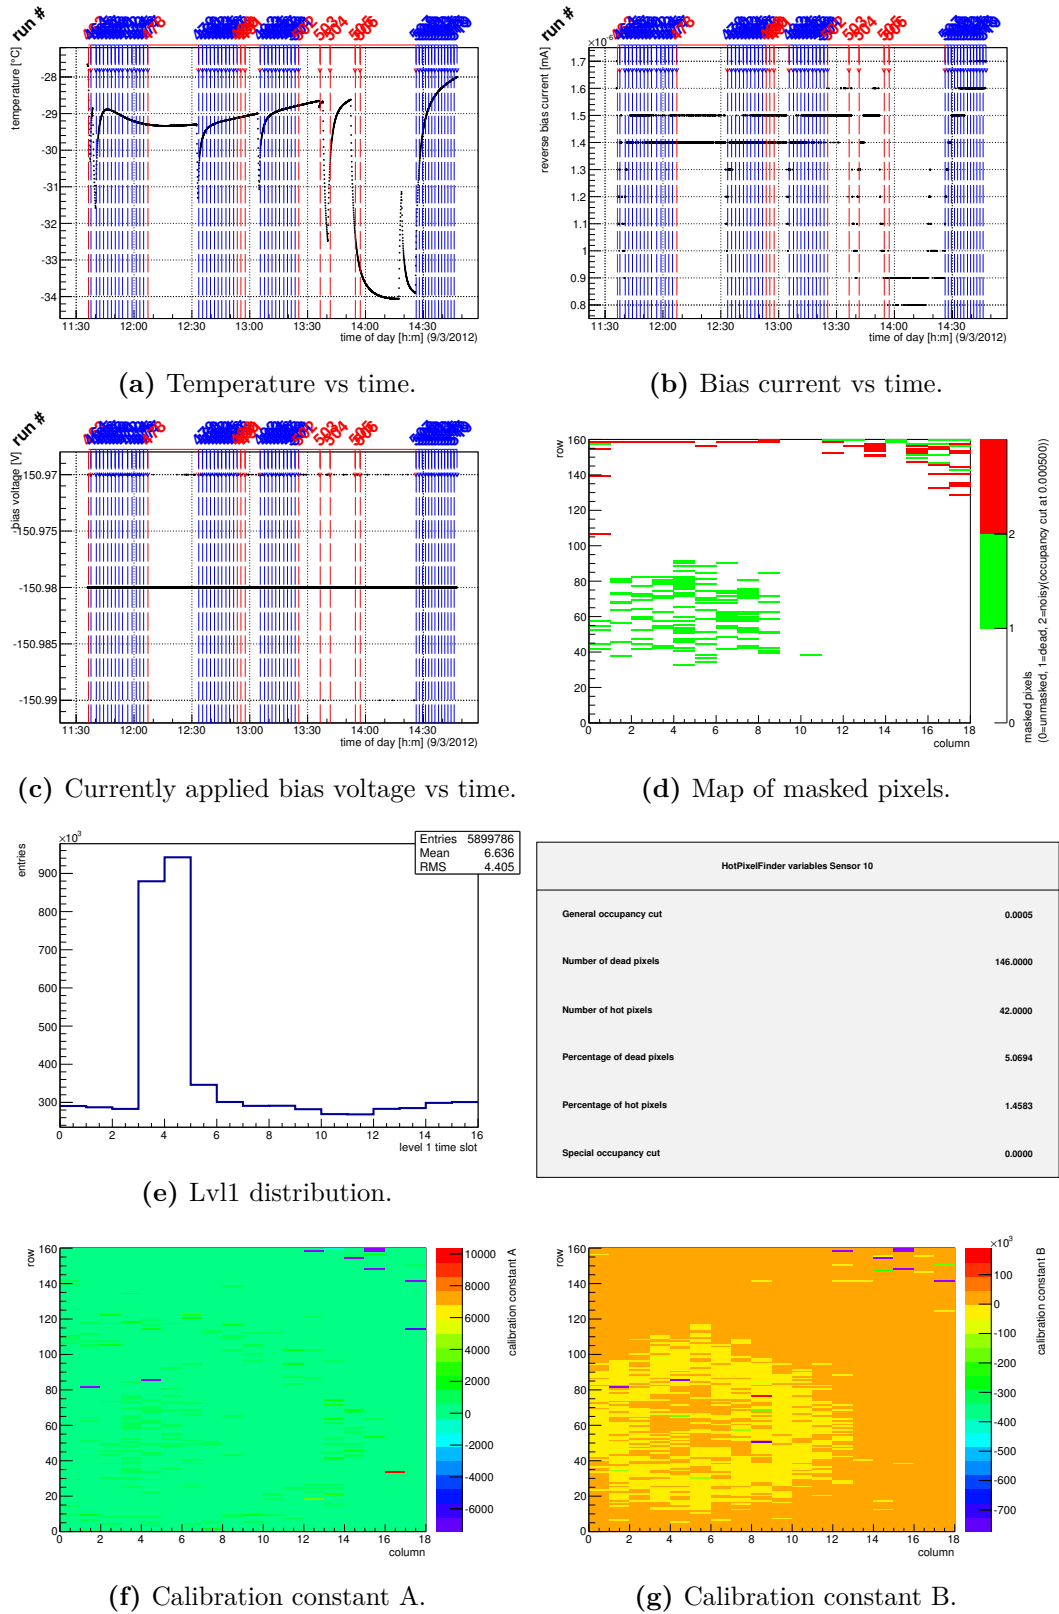 run #
478
502
503
504
505
temperature [°C]
-28
-29
-30
-31
-32
-33
-34
11:30 12:00 12:30 13:00 13:30 14:00 14:30
time of day [h:m] (9/3/2012)
(a) Temperature vs time.
run #
478
502
503
504
505
×10⁻⁶
reverse bias current [mA]
1.7
1.6
1.5
1.4
1.3
1.2
1.1
1
0.9
0.8
11:30 12:00 12:30 13:00 13:30 14:00 14:30
time of day [h:m] (9/3/2012)
(b) Bias current vs time.
run #
478
502
503
504
505
bias voltage [V]
-150.97
-150.975
-150.98
-150.985
-150.99
11:30 12:00 12:30 13:00 13:30 14:00 14:30
time of day [h:m] (9/3/2012)
(c) Currently applied bias voltage vs time.
row
160
140
120
100
80
60
40
20
0
0 2 4 6 8 10 12 14 16 18
column
2
1
0
masked pixels
(0=unmasked, 1=dead, 2=noisy(occupancy cut at 0.000500))
(d) Map of masked pixels.
×10³
entries
900
800
700
600
500
400
300
0 2 4 6 8 10 12 14 16
level 1 time slot
Entries 5899786
Mean 6.636
RMS 4.405
(e) Lvl1 distribution.
HotPixelFinder variables Sensor 10
General occupancy cut 0.0005
Number of dead pixels 146.0000
Number of hot pixels 42.0000
Percentage of dead pixels 5.0694
Percentage of hot pixels 1.4583
Special occupancy cut 0.0000
row
160
140
120
100
80
60
40
20
0
0 2 4 6 8 10 12 14 16 18
column
10000
8000
6000
4000
2000
0
-2000
-4000
-6000
calibration constant A
(f) Calibration constant A.
row
160
140
120
100
80
60
40
20
0
0 2 4 6 8 10 12 14 16 18
column
×10³
100
0
-100
-200
-300
-400
-500
-600
-700
calibration constant B
(g) Calibration constant B.